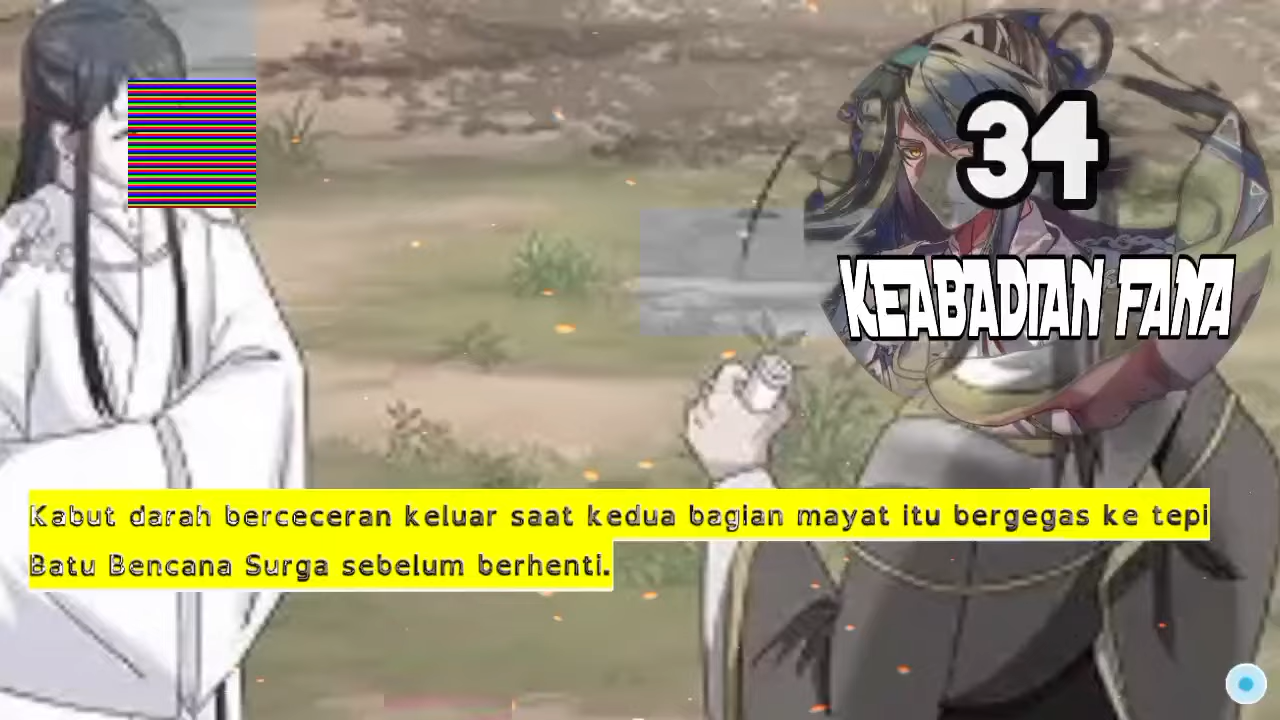 34
KEABADIAN FANA
Kabut darah berceceran keluar saat kedua bagian mayat itu bergegas ke tepi
Batu Bencana Surga sebelum berhenti.